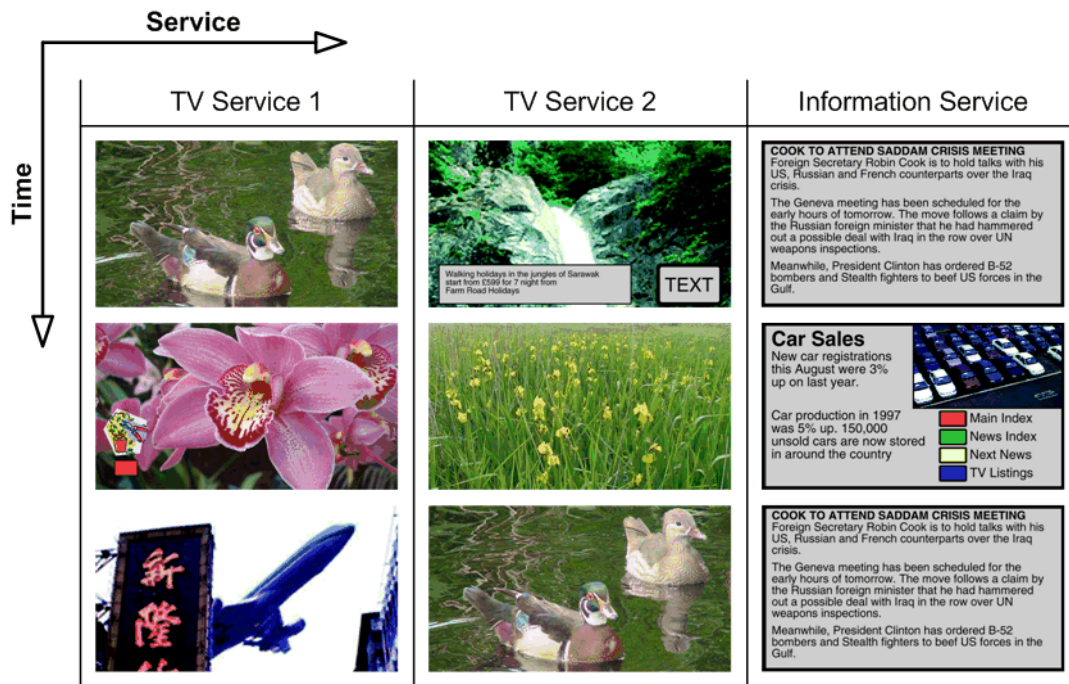 Service
Time
TV Service 1
TV Service 2
Information Service
Walking holidays in the jungles of Sarawak
start from £599 for 7 night from
Farm Road Holidays
TEXT
COOK TO ATTEND SADDAM CRISIS MEETING
Foreign Secretary Robin Cook is to hold talks with his
US, Russian and French counterparts over the Iraq
crisis.
The Geneva meeting has been scheduled for the
early hours of tomorrow. The move follows a claim by
the Russian foreign minister that he had hammered
out a possible deal with Iraq in the row over UN
weapons inspections.
Meanwhile, President Clinton has ordered B-52
bombers and Stealth fighters to beef US forces in the
Gulf.
Car Sales
New car registrations
this August were 3%
up on last year.
Car production in 1997
was 5% up. 150,000
unsold cars are now stored
in around the country
Main Index
News Index
Next News
TV Listings
新
隆
COOK TO ATTEND SADDAM CRISIS MEETING
Foreign Secretary Robin Cook is to hold talks with his
US, Russian and French counterparts over the Iraq
crisis.
The Geneva meeting has been scheduled for the
early hours of tomorrow. The move follows a claim by
the Russian foreign minister that he had hammered
out a possible deal with Iraq in the row over UN
weapons inspections.
Meanwhile, President Clinton has ordered B-52
bombers and Stealth fighters to beef US forces in the
Gulf.